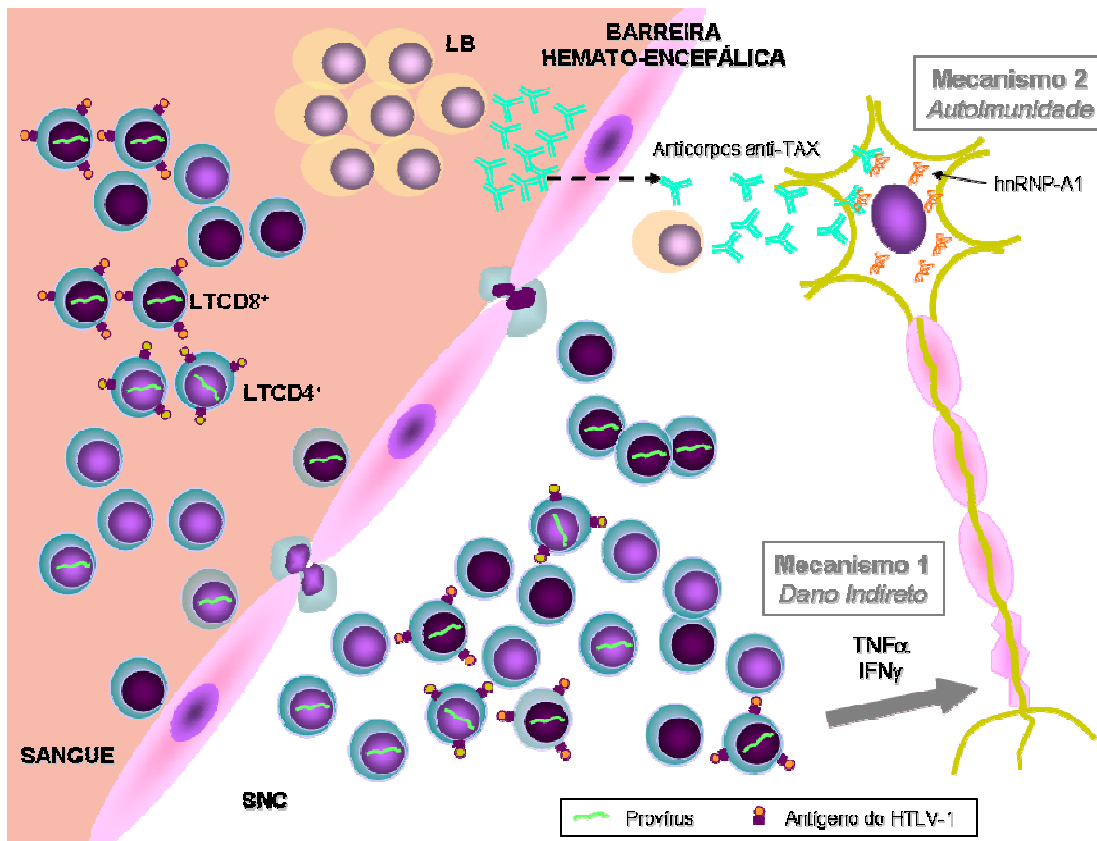 BARREIRA
HEMATO-ENCEFÁLICA
LB
Mecanismo 2
AutoImunidade
Anticorpos anti-TAX
hnRNP-A1
LTCD8⁺
LTCD4⁺
Mecanismo 1
Dano Indireto
TNFα
IFNγ
SANGUE
SNC
Provírus
Antígeno do HTLV-1